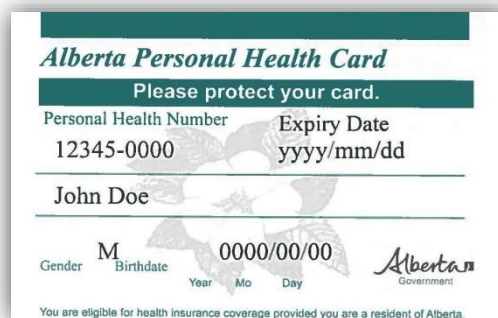 Alberta Personal Health Card
Please protect your card.
Personal Health Number Expiry Date
12345-0000 yyyy/mm/dd
John Doe
Gender M Birthdate 0000/00/00
Year Mo Day
Alberta
Government
You are eligible for health insurance coverage provided you are a resident of Alberta.